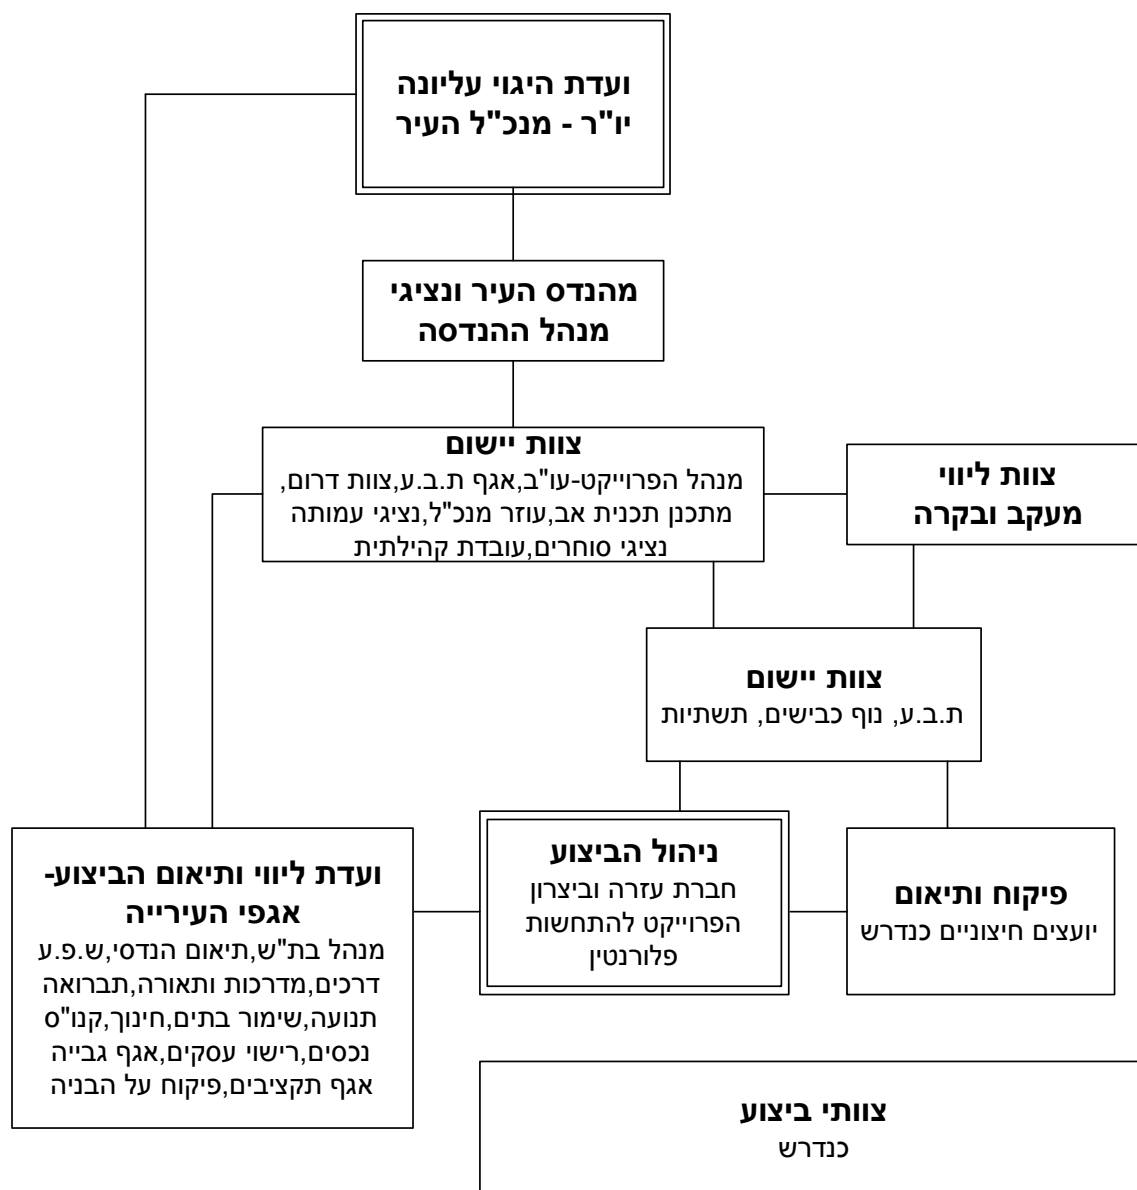 ועדת היגוי עליונה
יו"ר - מנכ"ל העיר
מהנדס העיר ונציגי
מנהל ההנדסה
צוות יישום
מנהל הפרוייקט-עו"ב,אגף ת.ב.ע,צוות דרום,
מתכנן תכנית אב,עוזר מנכ"ל,נציגי עמותה
נציגי סוחרים,עובדת קהילתית
צוות ליווי
מעקב ובקרה
צוות יישום
ת.ב.ע, נוף כבישים, תשתיות
ניהול הביצוע
חברת עזרה וביצרון
הפרוייקט להתחשות
פלורנטין
פיקוח ותיאום
יועצים חיצוניים כנדרש
ועדת ליווי ותיאום הביצוע-
אגפי העירייה
מנהל בת"ש,תיאום הנדסי,ש.פ.ע
דרכים,מדרכות ותאורה,תברואה
תנועה,שימור בתים,חינוך,קנו"ס
נכסים,רישוי עסקים,אגף גבייה
אגף תקציבים,פיקוח על הבניה
צוותי ביצוע
כנדרש